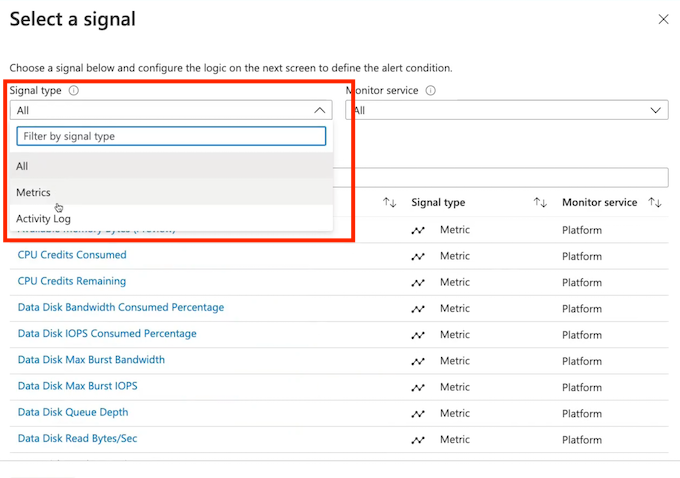 Select a signal
Choose a signal below and configure the logic on the next screen to define the alert condition.
Signal type
Monitor service
All
All
Filter by signal type
All
Metrics
Activity Log
Signal type
Monitor service
Available Memory Bytes (Preview)
Metric
Platform
CPU Credits Consumed
Metric
Platform
CPU Credits Remaining
Metric
Platform
Data Disk Bandwidth Consumed Percentage
Metric
Platform
Data Disk IOPS Consumed Percentage
Metric
Platform
Data Disk Max Burst Bandwidth
Metric
Platform
Data Disk Max Burst IOPS
Metric
Platform
Data Disk Queue Depth
Metric
Platform
Data Disk Read Bytes/Sec
Metric
Platform